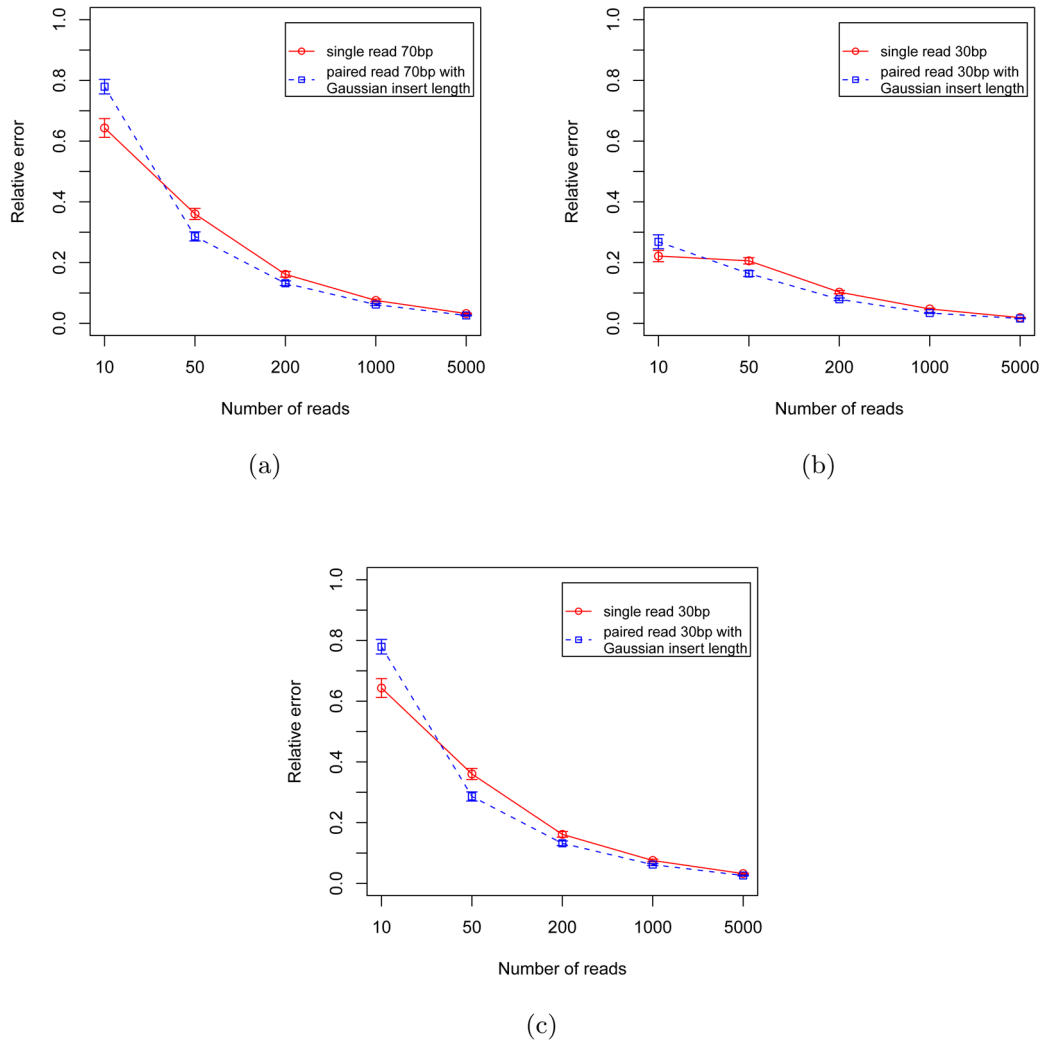 1.0
0.8
0.6
0.4
0.2
0.0
Relative error
single read 70bp
paired read 70bp with
Gaussian insert length
10 50 200 1000 5000
Number of reads
(a)
1.0
0.8
0.6
0.4
0.2
0.0
Relative error
single read 30bp
paired read 30bp with
Gaussian insert length
10 50 200 1000 5000
Number of reads
(b)
1.0
0.8
0.6
0.4
0.2
0.0
Relative error
single read 30bp
paired read 30bp with
Gaussian insert length
10 50 200 1000 5000
Number of reads
(c)